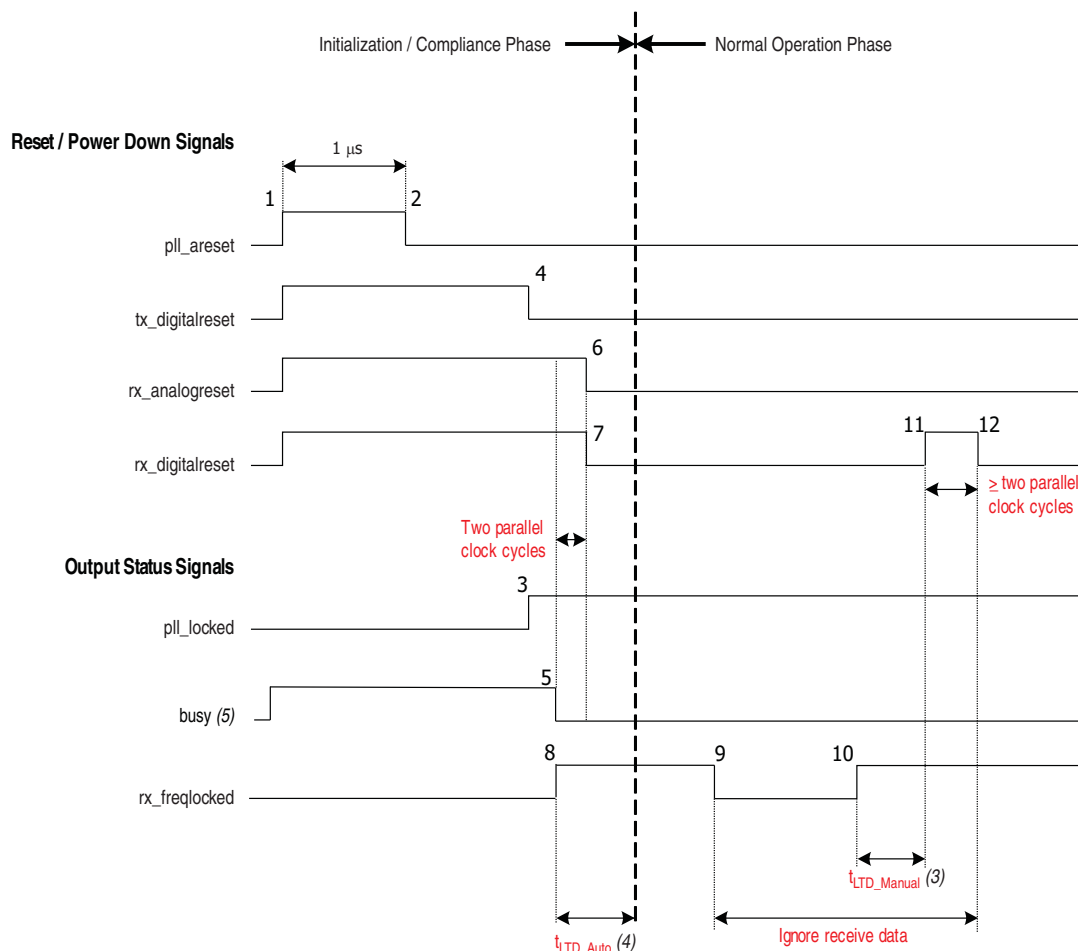 Initialization / Compliance Phase
Normal Operation Phase
Reset / Power Down Signals
1 μs
1
2
pll_areset
4
tx_digitalreset
6
rx_analogreset
7
11
12
rx_digitalreset
≥ two parallel
clock cycles
Two parallel
clock cycles
Output Status Signals
3
pll_locked
5
busy (5)
8
9
10
rx_freqlocked
tLTD_Manual (3)
Ignore receive data
tLTD_Auto (4)